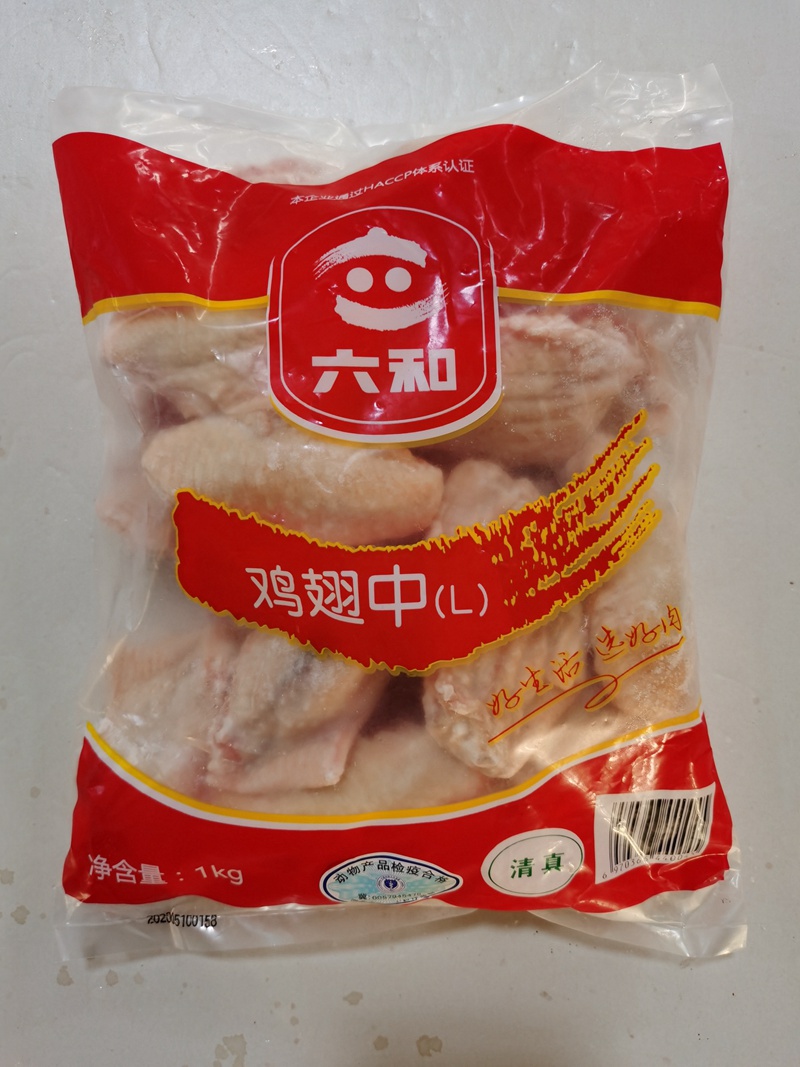 本企业通过HACCP体系认证
六和
鸡翅中(L)
好生活 选好肉
净含量：1kg
动物产品检疫合格
清真